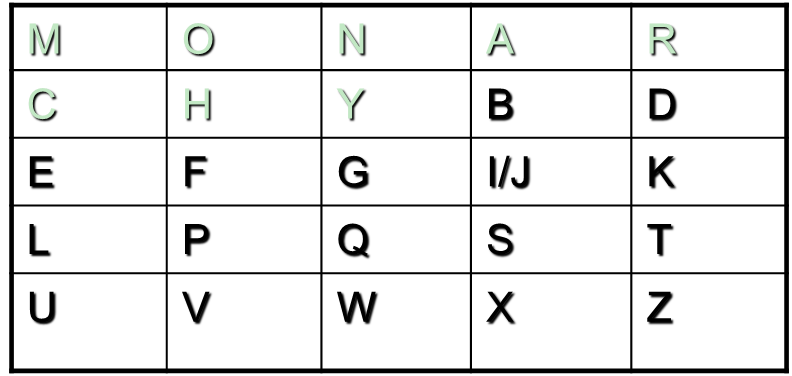 M O N A R
C H Y B D
E F G I/J K
L P Q S T
U V W X Z